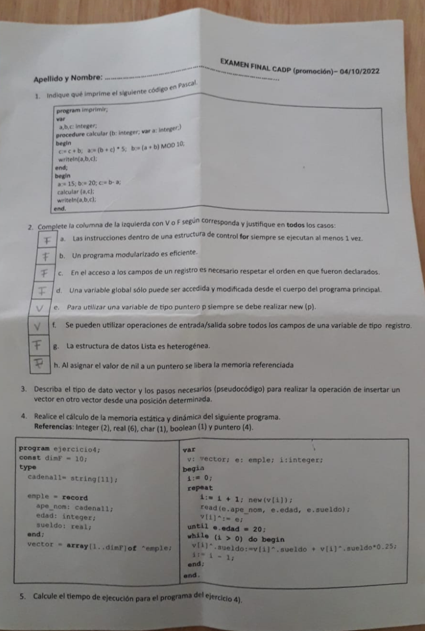 EXAMEN FINAL CADP (promoción)– 04/10/2022
Apellido y Nombre:
1. Indique qué imprime el siguiente código en Pascal.
program imprimir;
var
a,b,c: integer;
procedure calcular (b: integer; var a: integer;)
begin
c:= c + b; a:= (b + c) * 5; b:= (a + b) MOD 10;
writeln(a,b,c);
end;
begin
a:= 15; b:= 20; c:= b- a;
calcular (a,c);
writeln(a,b,c);
end.
2. Complete la columna de la izquierda con V o F según corresponda y justifique en todos los casos:
F a. Las instrucciones dentro de una estructura de control for siempre se ejecutan al menos 1 vez.
F b. Un programa modularizado es eficiente.
F c. En el acceso a los campos de un registro es necesario respetar el orden en que fueron declarados.
F d. Una variable global sólo puede ser accedida y modificada desde el cuerpo del programa principal.
V e. Para utilizar una variable de tipo puntero p siempre se debe realizar new (p).
V f. Se pueden utilizar operaciones de entrada/salida sobre todos los campos de una variable de tipo registro.
F g. La estructura de datos Lista es heterogénea.
h. Al asignar el valor de nil a un puntero se libera la memoria referenciada
3. Describa el tipo de dato vector y los pasos necesarios (pseudocódigo) para realizar la operación de insertar un
vector en otro vector desde una posición determinada.
4. Realice el cálculo de la memoria estática y dinámica del siguiente programa.
Referencias: Integer (2), real (6), char (1), boolean (1) y puntero (4).
program ejercicio4;
const dimF = 10;
type
cadena11= string[11];
emple = record
ape_nom: cadena11;
edad: integer;
sueldo: real;
end;
vector = array[1..dimF]of ^emple;
var
v: vector; e: emple; i:integer;
begin
i:= 0;
repeat
i:= i + 1; new(v[i]);
read(e.ape_nom, e.edad, e.sueldo);
v[i]^:= e;
until e.edad = 20;
while (i > 0) do begin
v[i]^.sueldo:=v[i]^.sueldo + v[i]^.sueldo*0.25;
i:= i - 1;
end;
end.
5. Calcule el tiempo de ejecución para el programa del ejercicio 4).